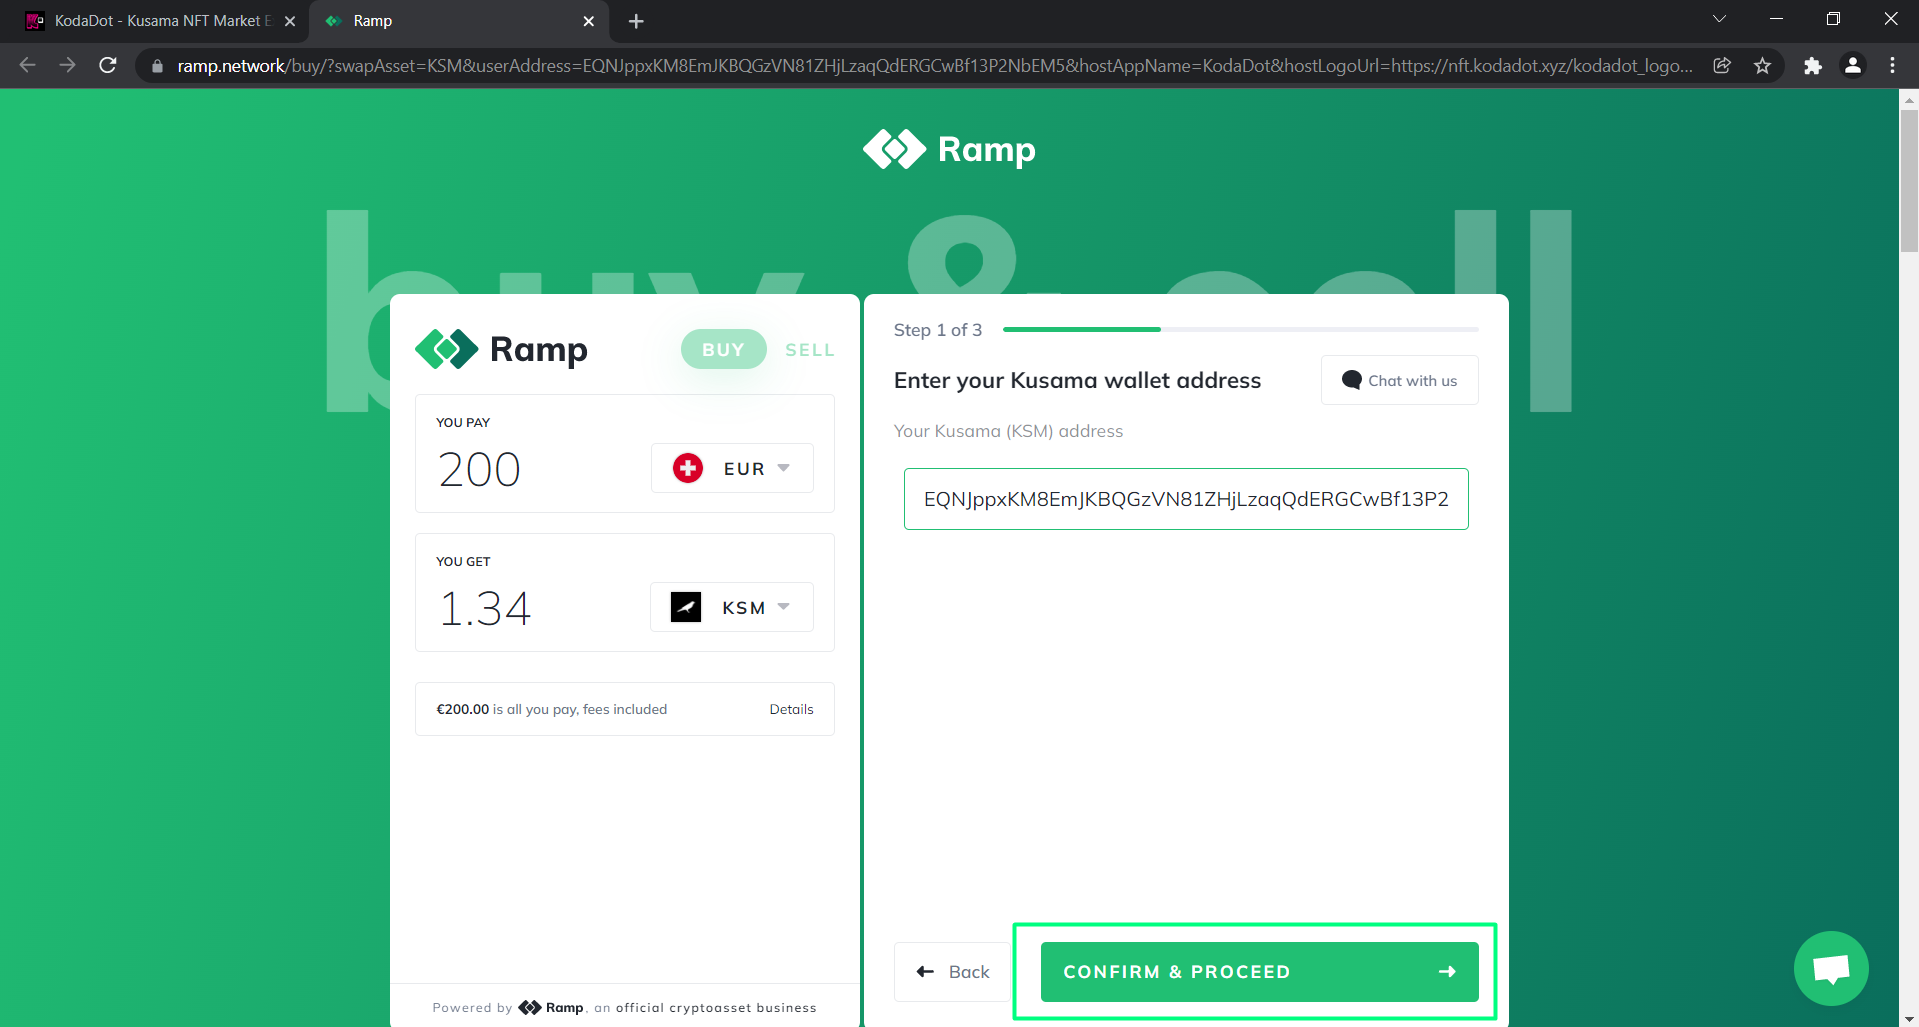 KodaDot - Kusama NFT Market E
Ramp
ramp.network/buy/?swapAsset=KSM&userAddress=EQNJppxKM8EmJKBQGzVN81ZHjLzaqQdERGCwBf13P2NbEM5&hostAppName=KodaDot&hostLogoUrl=https://nft.kodadot.xyz/kodadot_logo...
Ramp
buy & sell
Ramp
BUY
SELL
YOU PAY
200
EUR
YOU GET
1.34
KSM
€200.00 is all you pay, fees included
Details
Powered by Ramp, an official cryptoasset business
Step 1 of 3
Enter your Kusama wallet address
Chat with us
Your Kusama (KSM) address
EQNJppxKM8EmJKBQGzVN81ZHjLzaqQdERGCwBf13P2
Back
CONFIRM & PROCEED